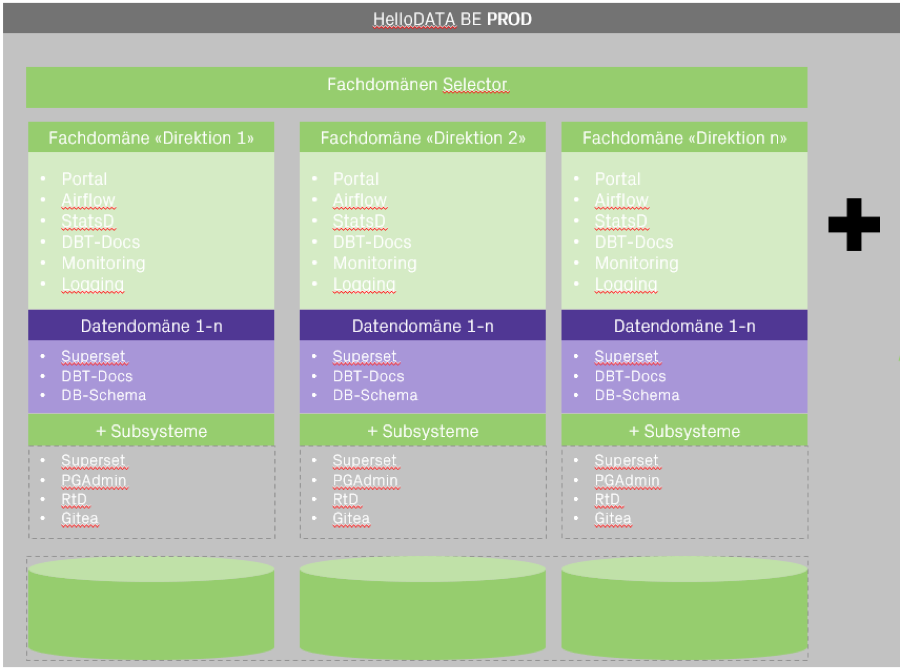 HelloDATA BE PROD
Fachdomänen Selector
Fachdomäne «Direktion 1»
• Portal
• Airflow
• StatsD
• DBT-Docs
• Monitoring
• Logging
Datendomäne 1-n
• Superset
• DBT-Docs
• DB-Schema
+ Subsysteme
• Superset
• PGAdmin
• RtD
• Gitea
Fachdomäne «Direktion 2»
• Portal
• Airflow
• StatsD
• DBT-Docs
• Monitoring
• Logging
Datendomäne 1-n
• Superset
• DBT-Docs
• DB-Schema
+ Subsysteme
• Superset
• PGAdmin
• RtD
• Gitea
Fachdomäne «Direktion n»
• Portal
• Airflow
• StatsD
• DBT-Docs
• Monitoring
• Logging
Datendomäne 1-n
• Superset
• DBT-Docs
• DB-Schema
+ Subsysteme
• Superset
• PGAdmin
• RtD
• Gitea